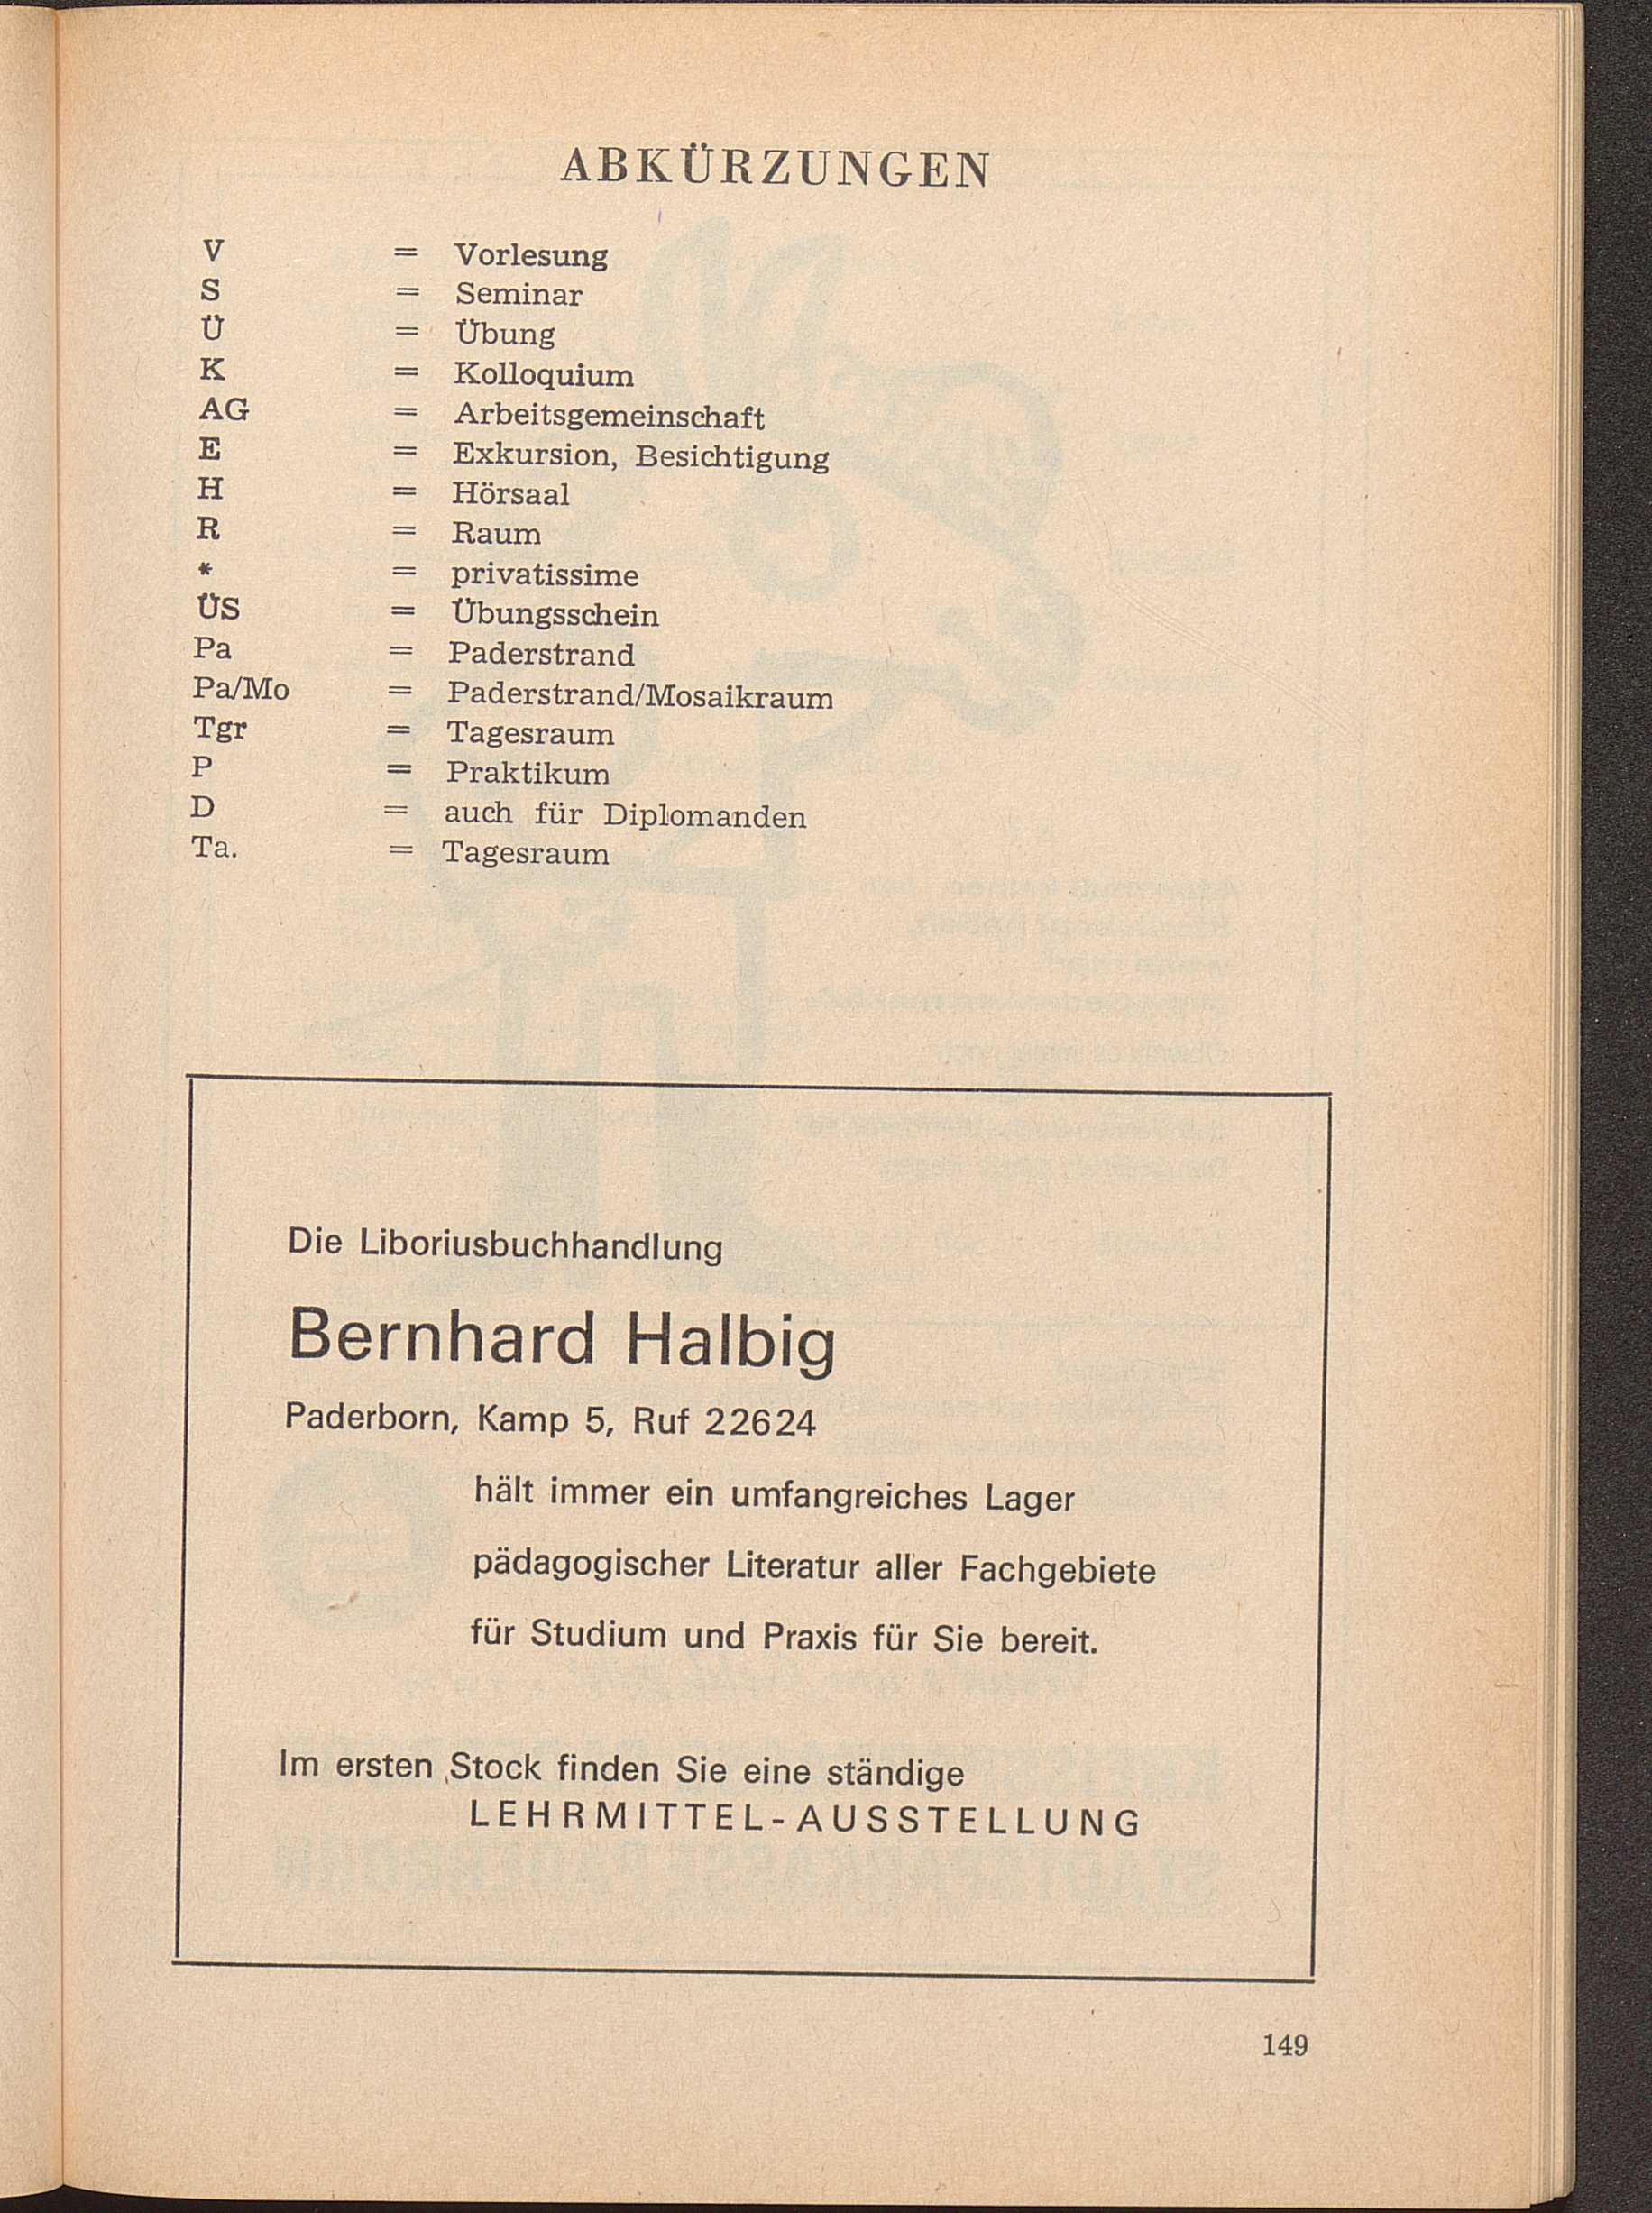 ABKÜRZUNGEN
V = Vorlesung
S = Seminar
Ü = Übung
K = Kolloquium
AG = Arbeitsgemeinschaft
E = Exkursion, Besichtigung
H = Hörsaal
R = Raum
* = privatissime
ÜS = Übungsschein
Pa = Paderstrand
Pa/Mo = Paderstrand/Mosaikraum
Tgr = Tagesraum
P = Praktikum
D = auch für Diplomanden
Ta. = Tagesraum
Die Liboriusbuchhandlung
Bernhard Halbig
Paderborn, Kamp 5, Ruf 22624
hält immer ein umfangreiches Lager
pädagogischer Literatur aller Fachgebiete
für Studium und Praxis für Sie bereit.
Im ersten Stock finden Sie eine ständige
LEHRMITTEL-AUSSTELLUNG
149